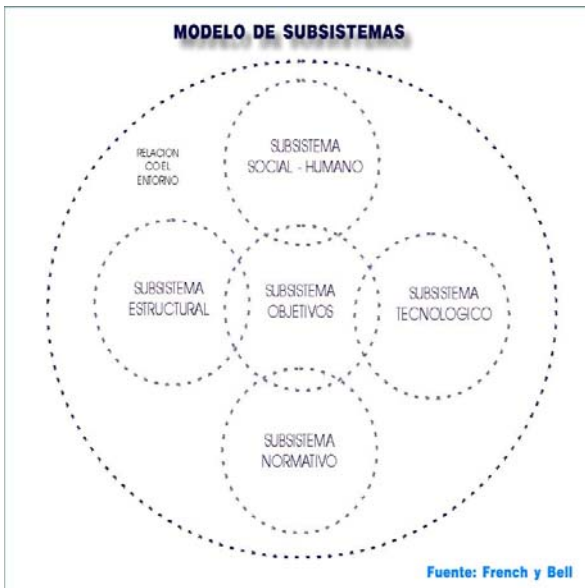 MODELO DE SUBSISTEMAS
SUBSISTEMA
SOCIAL - HUMANO
RELACION
CO EL
ENTORNO
SUBSISTEMA
ESTRUCTURAL
SUBSISTEMA
OBJETIVOS
SUBSISTEMA
TECNOLOGICO
SUBSISTEMA
NORMATIVO
Fuente: French y Bell